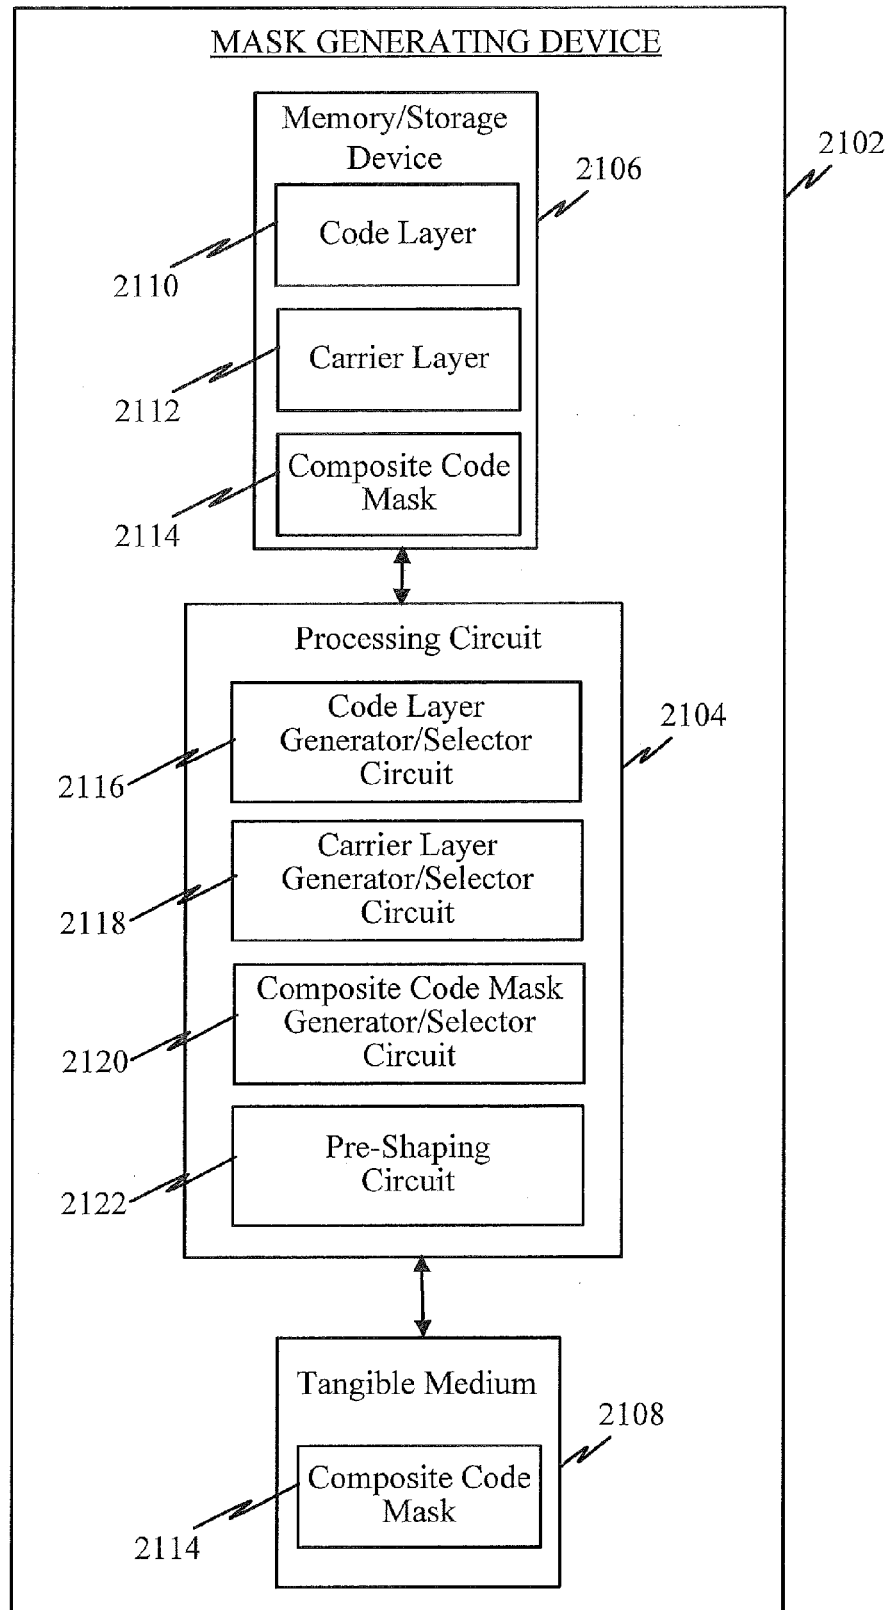 MASK GENERATING DEVICE
Memory/Storage
Device
2102
2106
Code Layer
2110
Carrier Layer
2112
Composite Code
Mask
2114
Processing Circuit
Code Layer
Generator/Selector
Circuit
2104
2116
Carrier Layer
Generator/Selector
Circuit
2118
Composite Code Mask
Generator/Selector
Circuit
2120
Pre-Shaping
Circuit
2122
Tangible Medium
2108
Composite Code
Mask
2114